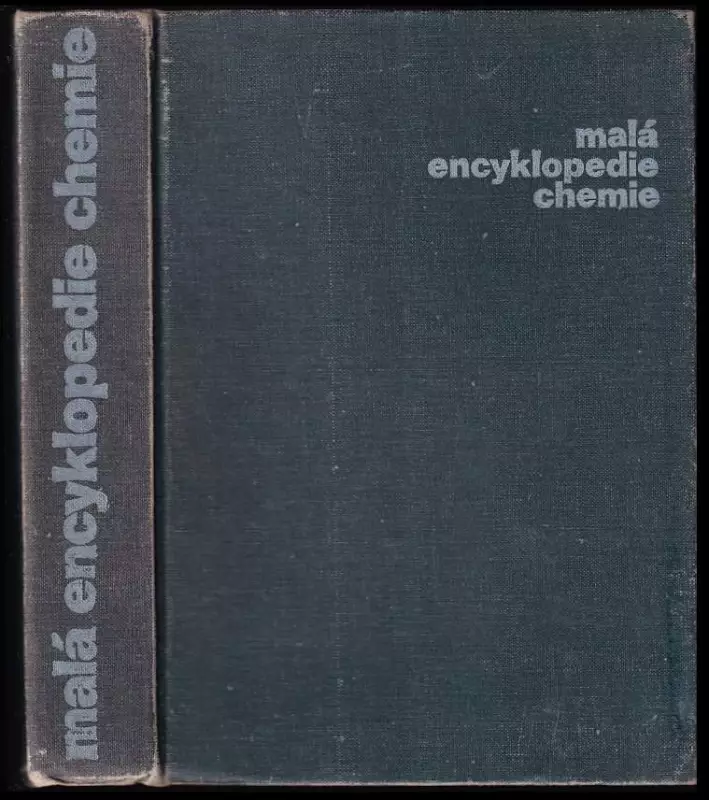 malá encyklopedie chemie
malá
encyklopedie
chemie